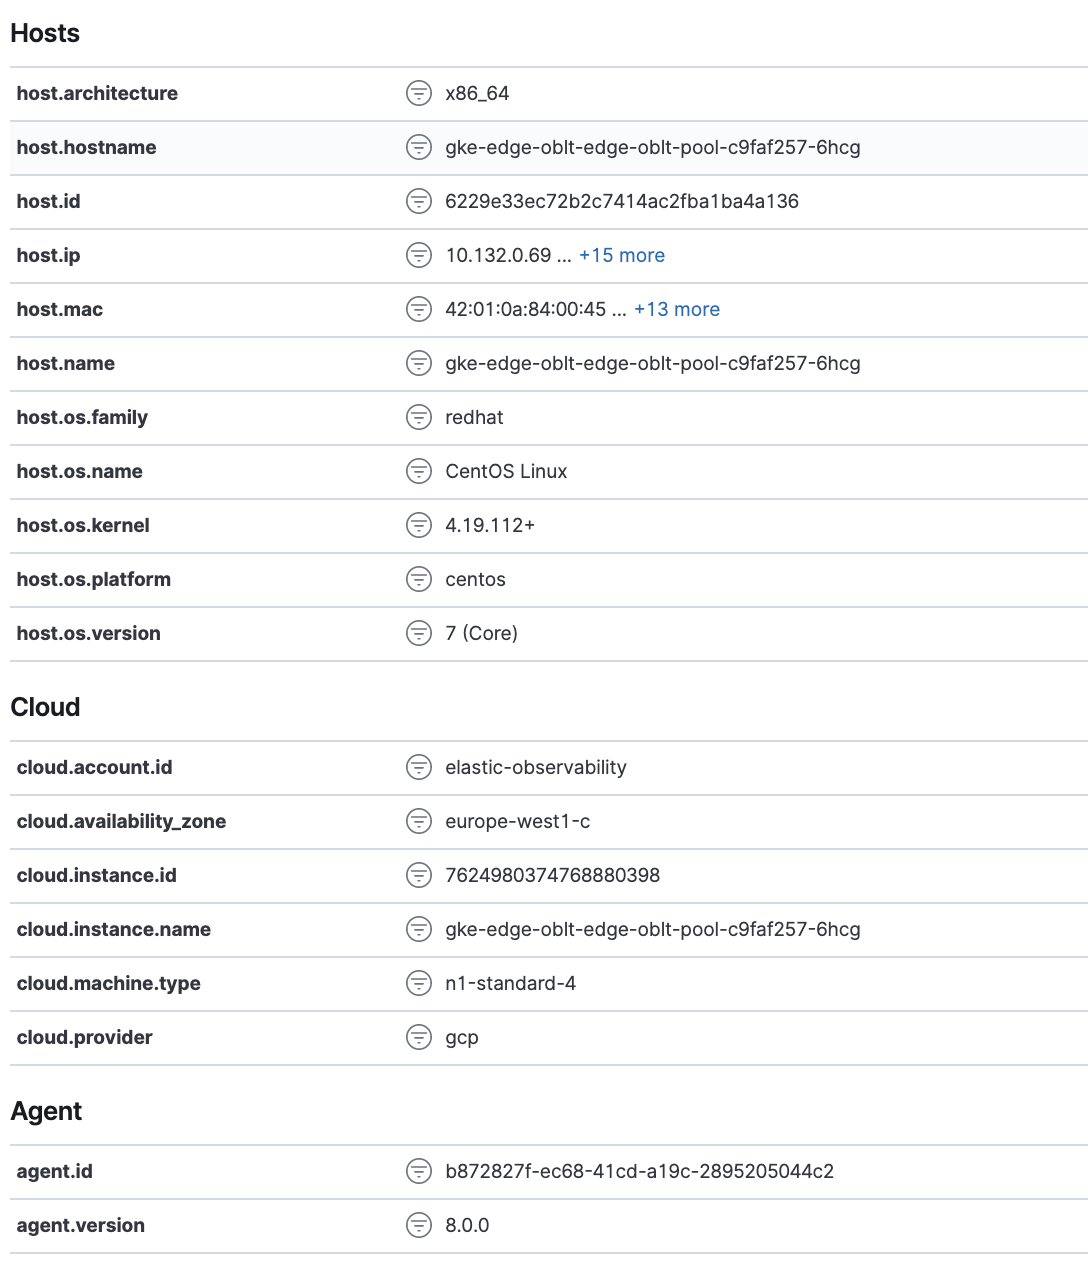 Hosts
host.architecture x86_64
host.hostname gke-edge-oblt-edge-oblt-pool-c9faf257-6hcg
host.id 6229e33ec72b2c7414ac2fba1ba4a136
host.ip 10.132.0.69 ... +15 more
host.mac 42:01:0a:84:00:45 ... +13 more
host.name gke-edge-oblt-edge-oblt-pool-c9faf257-6hcg
host.os.family redhat
host.os.name CentOS Linux
host.os.kernel 4.19.112+
host.os.platform centos
host.os.version 7 (Core)
Cloud
cloud.account.id elastic-observability
cloud.availability_zone europe-west1-c
cloud.instance.id 7624980374768880398
cloud.instance.name gke-edge-oblt-edge-oblt-pool-c9faf257-6hcg
cloud.machine.type n1-standard-4
cloud.provider gcp
Agent
agent.id b872827f-ec68-41cd-a19c-2895205044c2
agent.version 8.0.0